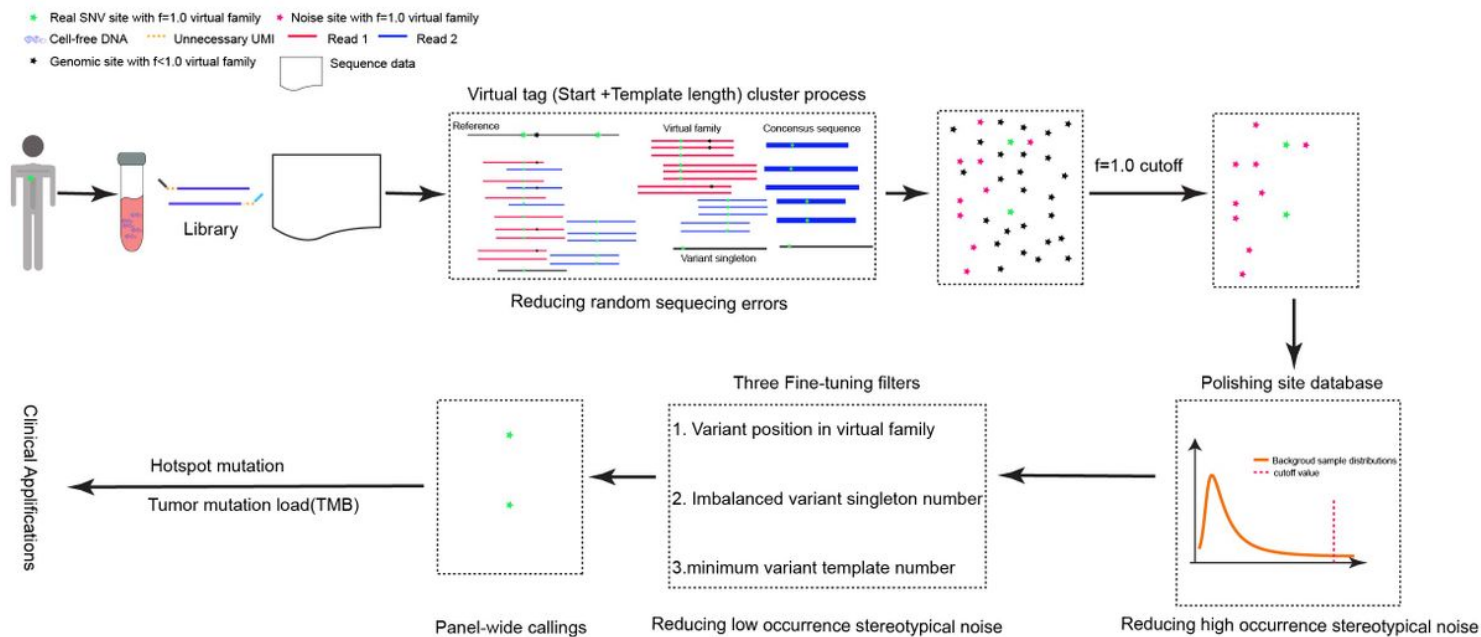 Real SNV site with f=1.0 virtual family
Noise site with f=1.0 virtual family
Cell-free DNA
Unnecessary UMI
Read 1
Read 2
Genomic site with f<1.0 virtual family
Sequence data
Virtual tag (Start +Template length) cluster process
Reference
Virtual family
Concensus sequence
Variant singleton
Library
Reducing random sequecing errors
f=1.0 cutoff
Polishing site database
Backgroud sample distributions
cutoff value
Reducing high occurrence stereotypical noise
Three Fine-tuning filters
1. Variant position in virtual family
2. Imbalanced variant singleton number
3.minimum variant template number
Reducing low occurrence stereotypical noise
Panel-wide callings
Hotspot mutation
Tumor mutation load(TMB)
Clinical Applifications